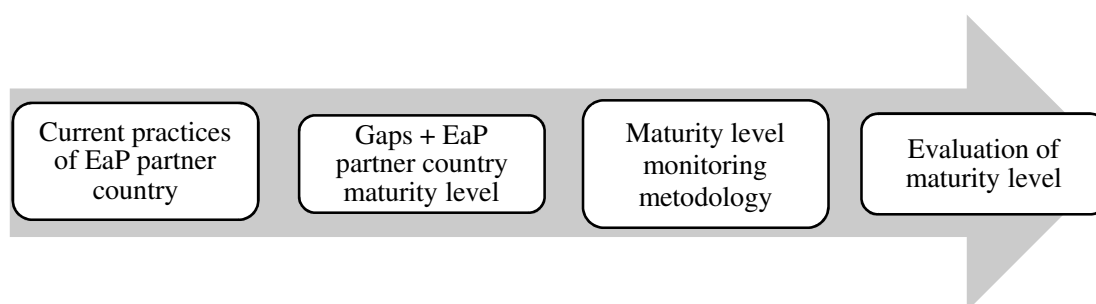 Current practices
of EaP partner
country
Gaps + EaP
partner country
maturity level
Maturity level
monitoring
metodology
Evaluation of
maturity level